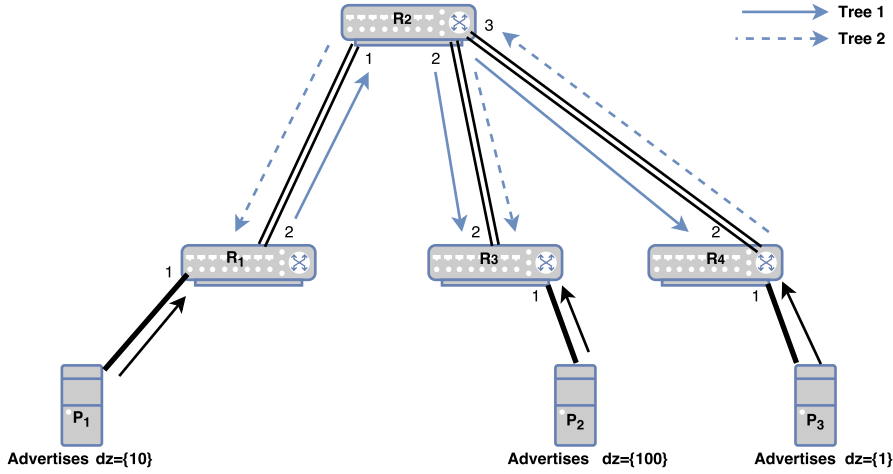 R2
3
Tree 1
Tree 2
1
2
2
2
2
R1
R3
R4
1
1
1
P1
P2
P3
Advertises dz={10}
Advertises dz={100}
Advertises dz={1}